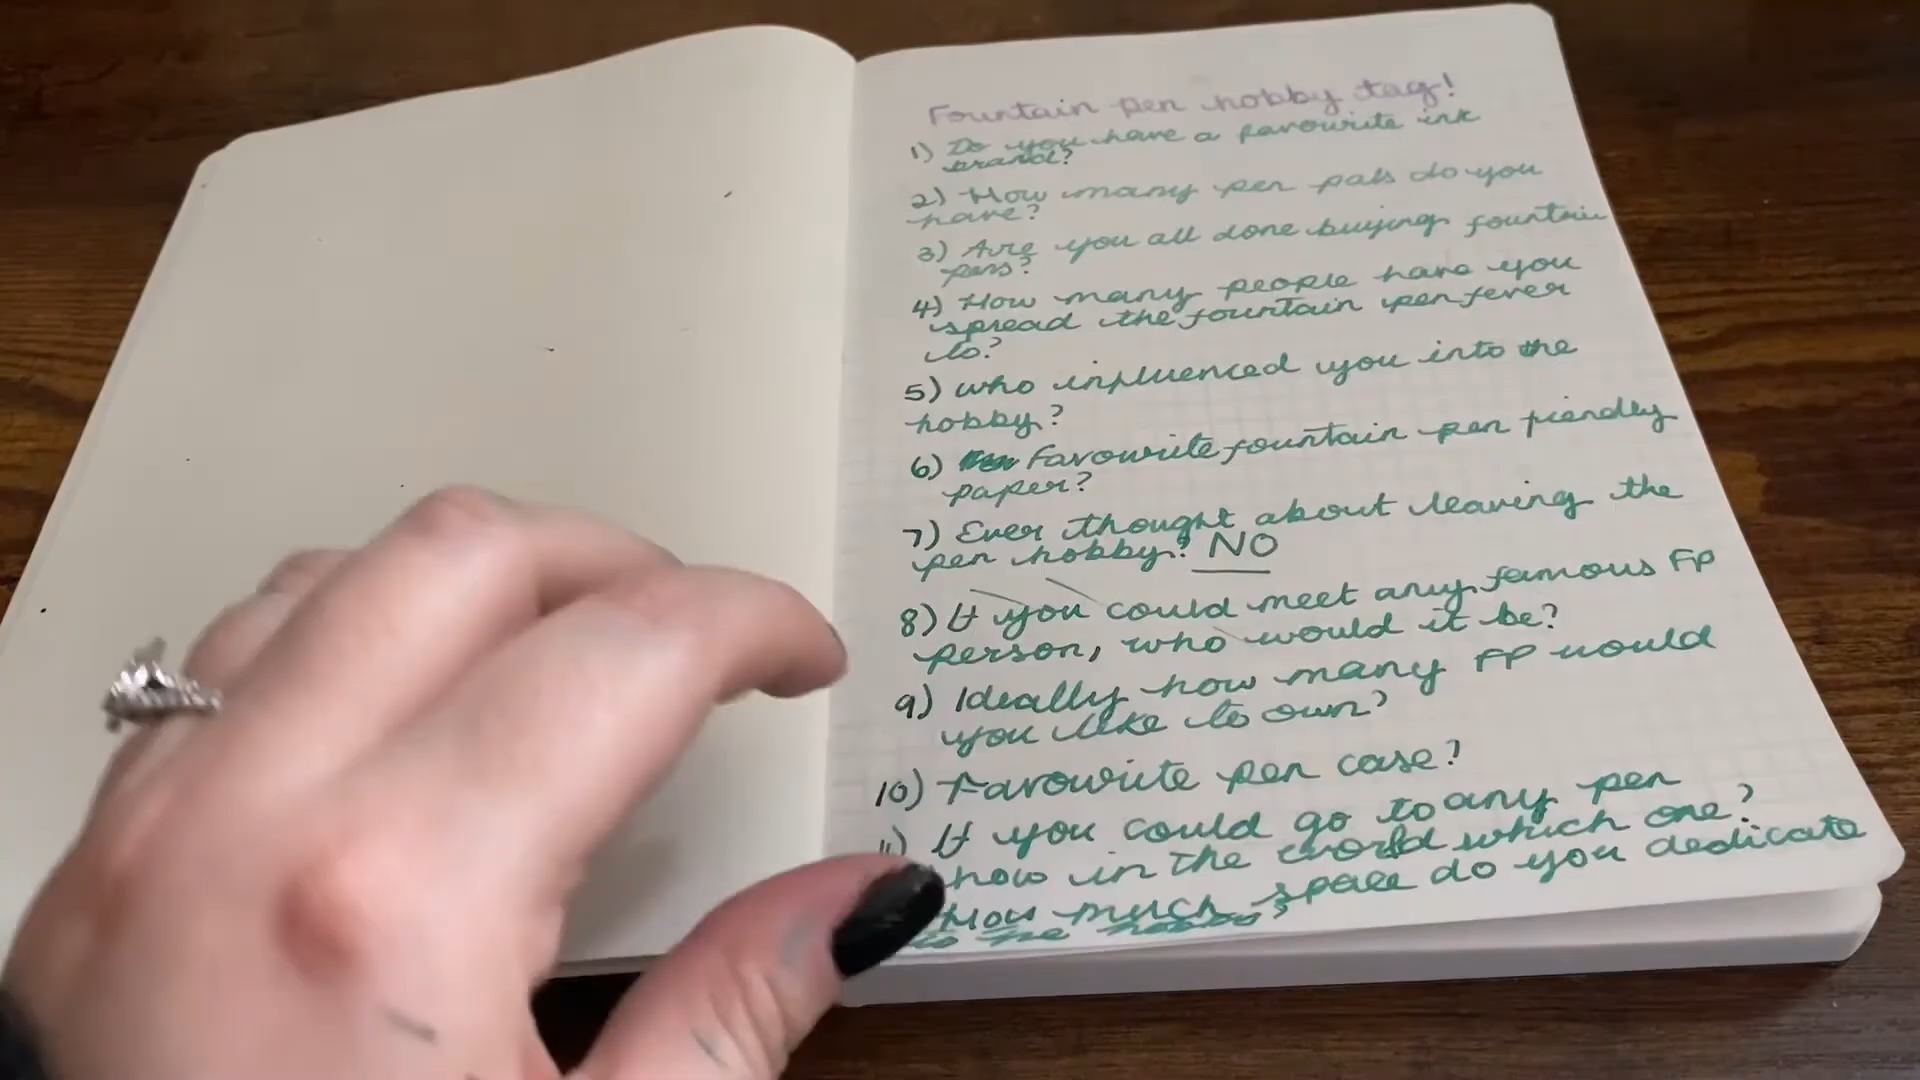 Fountain pen hobby tag!
1) Do you have a favourite ink
brand?
2) How many pen pals do you
have?
3) Are you all done buying fountain
pens?
4) How many people have you
spread the fountain pen fever
to?
5) who influenced you into the
hobby?
6) Favourite fountain pen friendly
paper?
7) Ever thought about leaving the
pen hobby? NO
8) If you could meet any famous FP
person, who would it be?
9) Ideally how many FP would
you like to own?
10) Favourite pen case?
11) If you could go to any pen
show in the world which one?
How much space do you dedicate
to the hobby?